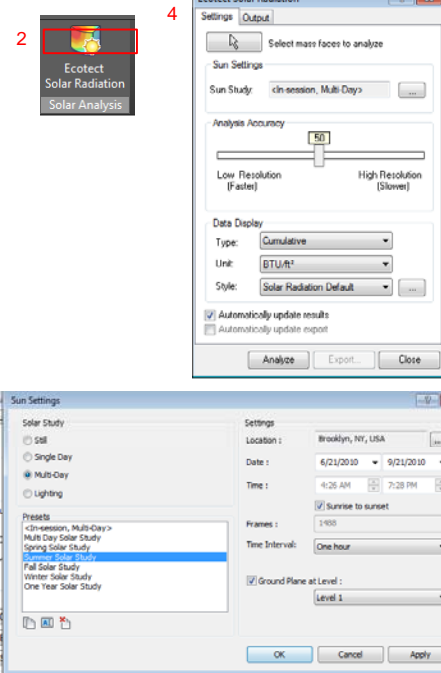 2
Ecotect
Solar Radiation
Solar Analysis
4
Ecotect Solar Radiation
Settings
Output
Select mass faces to analyze
Sun Settings
Sun Study:
<In-session, Multi-Day>
...
Analysis Accuracy
50
Low Resolution
(Faster)
High Resolution
(Slower)
Data Display
Type:
Cumulative
Unit:
BTU/ft²
Style:
Solar Radiation Default
...
Automatically update results
Automatically update export
Analyze
Export...
Close
Sun Settings
Solar Study
Still
Single Day
Multi-Day
Lighting
Presets
<In-session, Multi-Day>
Multi Day Solar Study
Spring Solar Study
Summer Solar Study
Fall Solar Study
Winter Solar Study
One Year Solar Study
Settings
Location :
Brooklyn, NY, USA
Date :
6/21/2010
9/21/2010
Time :
4:26 AM
7:28 PM
Sunrise to sunset
Frames :
1488
Time Interval:
One hour
Ground Plane at Level :
Level 1
OK
Cancel
Apply